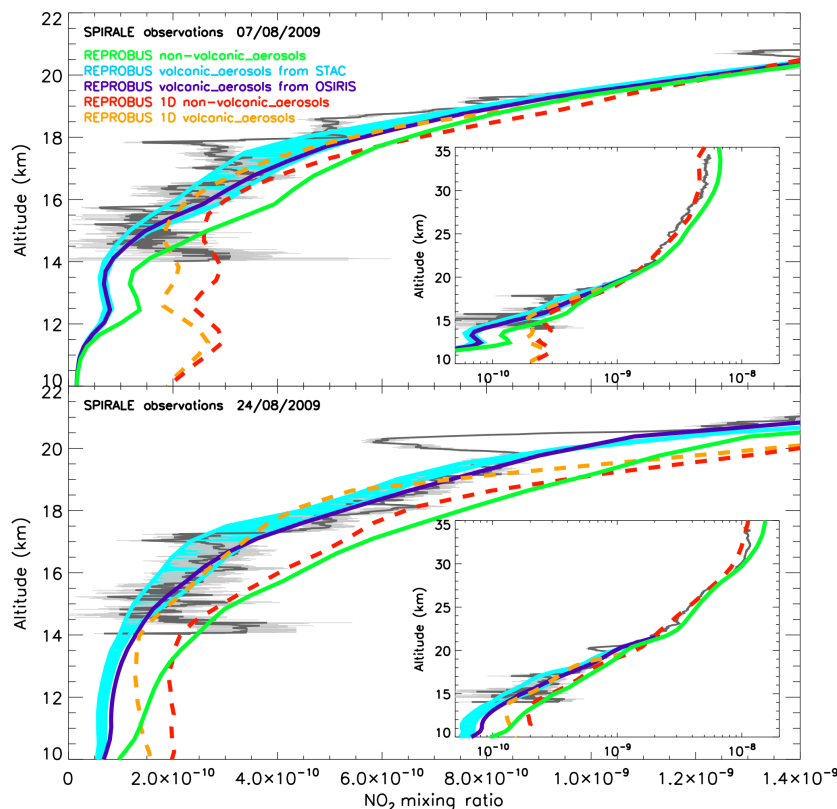 SPIRALE observations 07/08/2009
REPROBUS non-volcanic_aerosols
REPROBUS volcanic_aerosols from STAC
REPROBUS volcanic_aerosols from OSIRIS
REPROBUS 1D non-volcanic_aerosols
REPROBUS 1D volcanic_aerosols
Altitude (km)
22
20
18
16
14
12
10
Altitude (km)
35
30
25
20
15
10
10⁻¹⁰
10⁻⁹
10⁻⁸
SPIRALE observations 24/08/2009
Altitude (km)
22
20
18
16
14
12
10
Altitude (km)
35
30
25
20
15
10
10⁻¹⁰
10⁻⁹
10⁻⁸
0 2.0×10⁻¹⁰ 4.0×10⁻¹⁰ 6.0×10⁻¹⁰ 8.0×10⁻¹⁰ 1.0×10⁻⁹ 1.2×10⁻⁹ 1.4×10⁻⁹
NO₂ mixing ratio